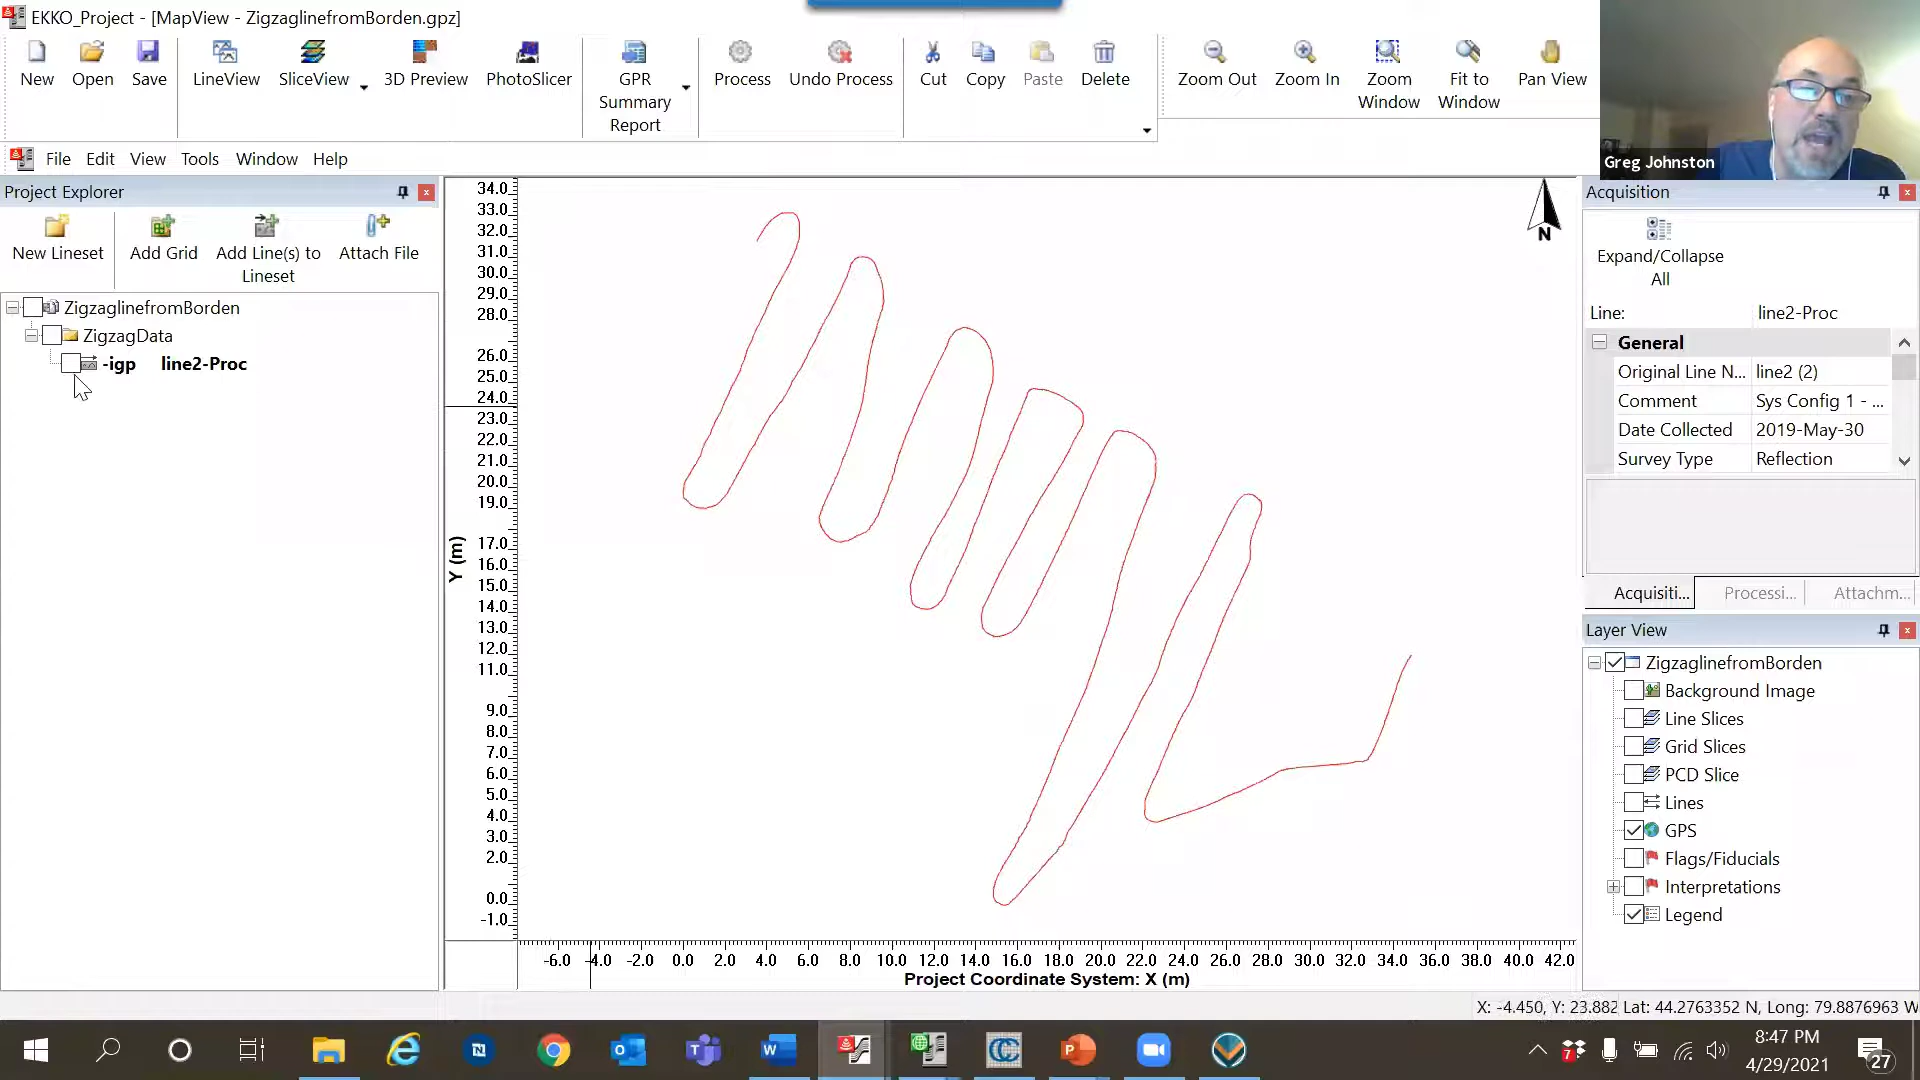 EKKO_Project - [MapView - ZigzaglinefromBorden.gpz]
New Open Save LineView SliceView 3D Preview PhotoSlicer GPR Summary Report Process Undo Process Cut Copy Paste Delete Zoom Out Zoom In Zoom Window Fit to Window Pan View
Greg Johnston
File Edit View Tools Window Help
Project Explorer
New Lineset Add Grid Add Line(s) to Lineset Attach File
ZigzaglinefromBorden
ZigzagData
-igp line2-Proc
34.0
33.0
32.0
31.0
30.0
29.0
28.0
26.0
25.0
24.0
23.0
22.0
21.0
20.0
19.0
17.0
16.0
15.0
14.0
13.0
12.0
11.0
9.0
8.0
7.0
6.0
5.0
4.0
3.0
2.0
0.0
-1.0
Y (m)
N
-6.0 -4.0 -2.0 0.0 2.0 4.0 6.0 8.0 10.0 12.0 14.0 16.0 18.0 20.0 22.0 24.0 26.0 28.0 30.0 32.0 34.0 36.0 38.0 40.0 42.0
Project Coordinate System: X (m)
Acquisition
Expand/Collapse All
Line: line2-Proc
General
Original Line N... line2 (2)
Comment Sys Config 1 - ...
Date Collected 2019-May-30
Survey Type Reflection
Acquisiti... Processi... Attachm...
Layer View
ZigzaglinefromBorden
Background Image
Line Slices
Grid Slices
PCD Slice
Lines
GPS
Flags/Fiducials
Interpretations
Legend
X: -4.450, Y: 23.882 Lat: 44.2763352 N, Long: 79.8876963 W
8:47 PM
4/29/2021
27
7